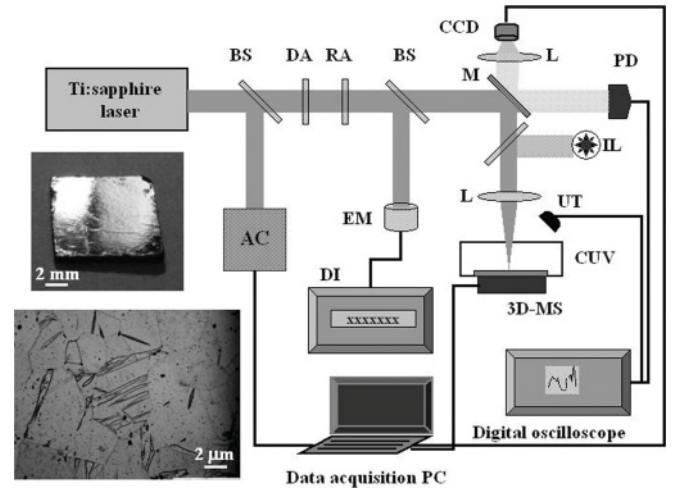 CCD
BS DA RA BS L
M PD
Ti:sapphire
laser
IL
L UT
EM
AC
CUV
2 mm
DI
3D-MS
xxxxxxx
2 μm
Digital oscilloscope
Data acquisition PC